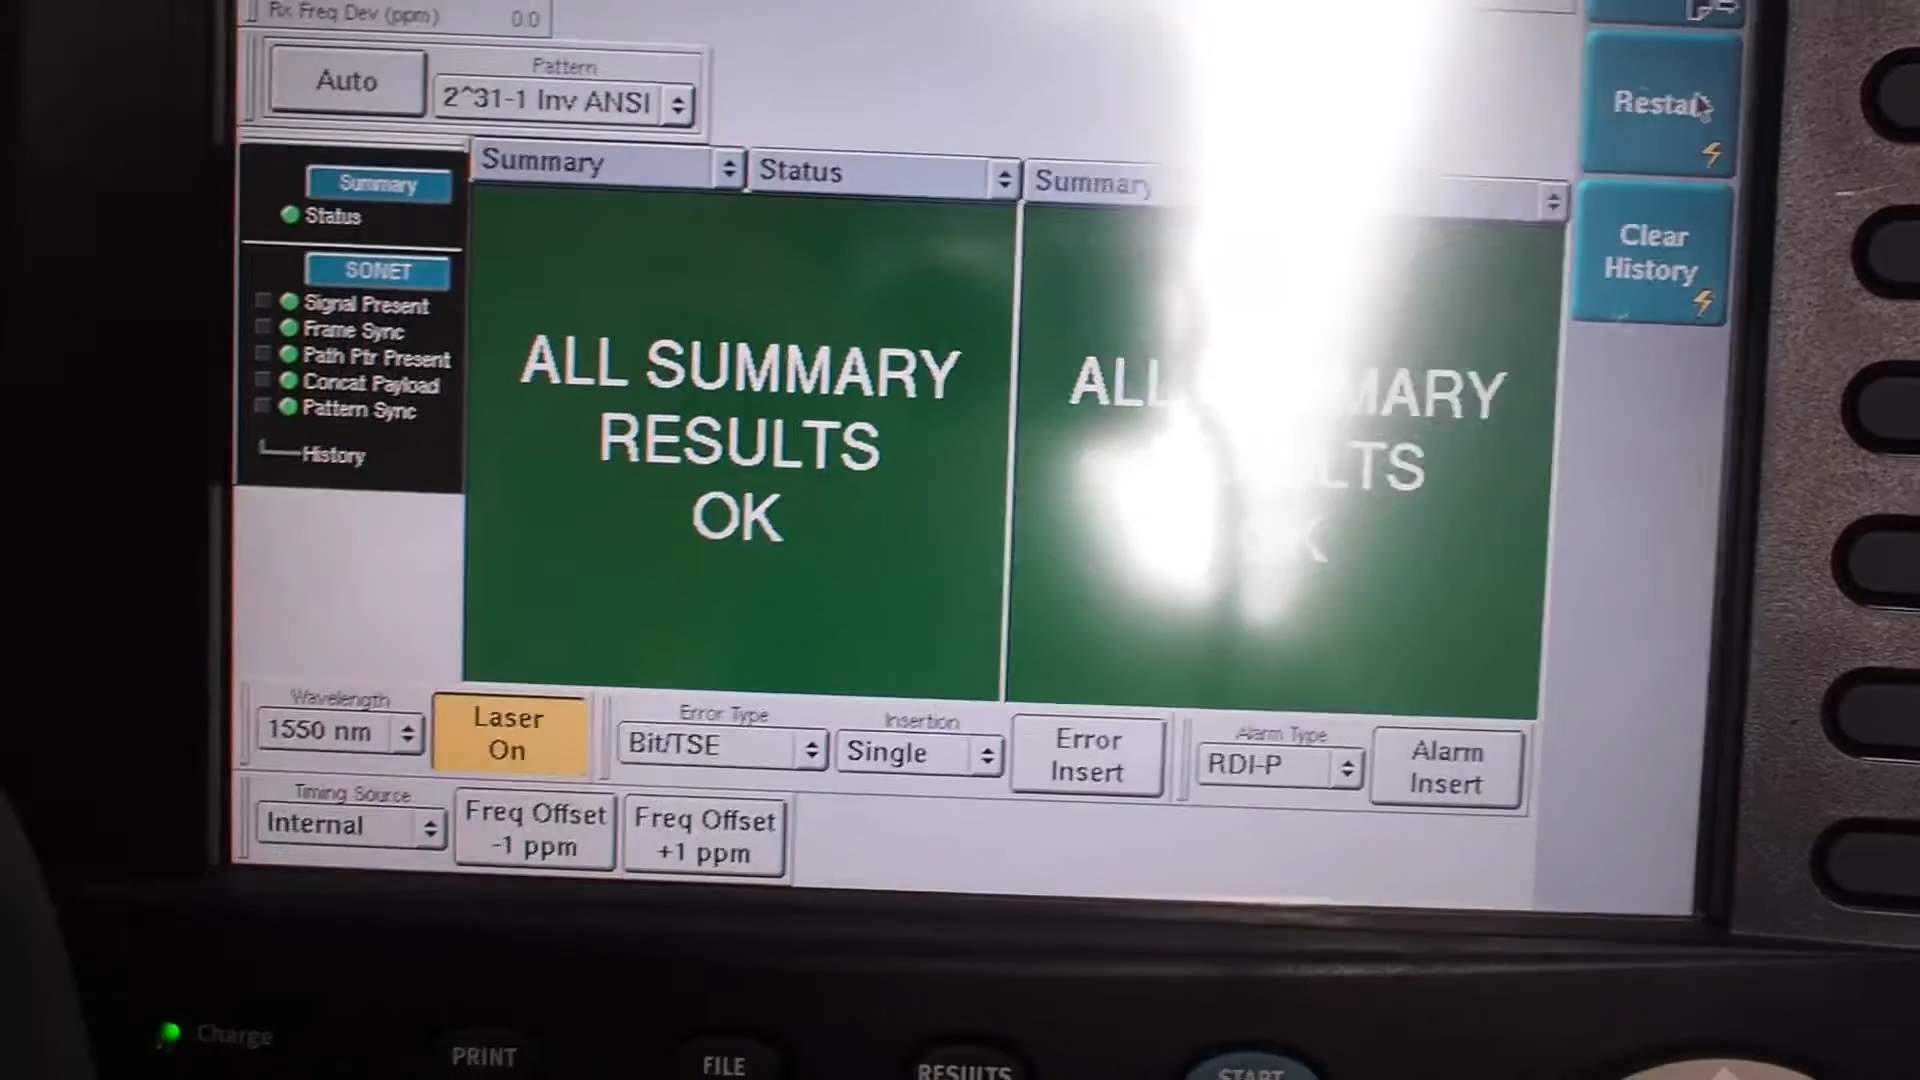 Rx Freq Dev (ppm) 0.0
Auto
Pattern
2^31-1 Inv ANSI
Restart
Summary
Status
Summary
Summary
Status
Clear
History
SONET
Signal Present
Frame Sync
Path Ptr Present
Concat Payload
Pattern Sync
History
ALL SUMMARY
RESULTS
OK
ALL SUMMARY
RESULTS
OK
Wavelength
1550 nm
Laser
On
Error Type
Bit/TSE
Insertion
Single
Error
Insert
Alarm Type
RDI-P
Alarm
Insert
Timing Source
Internal
Freq Offset
-1 ppm
Freq Offset
+1 ppm
Charge
PRINT
FILE
RESULTS
START